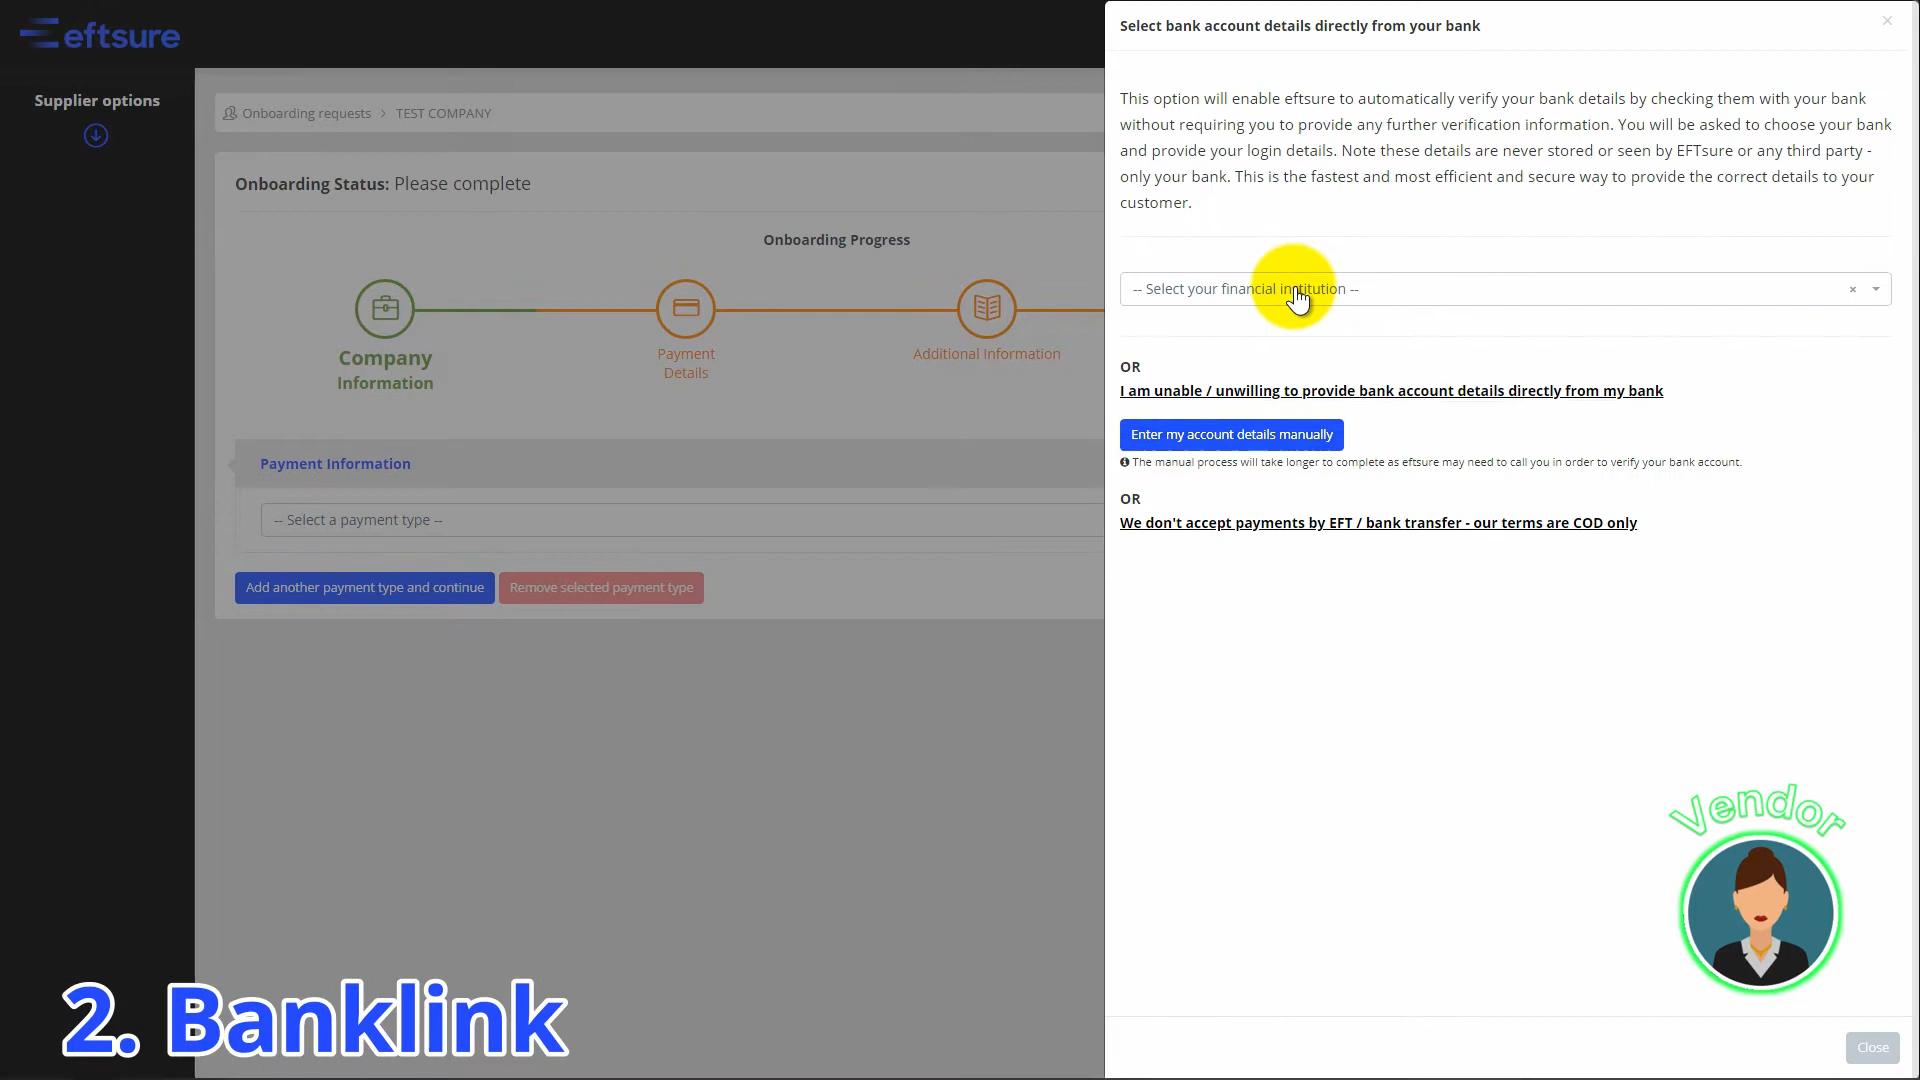 eftsure
Supplier options
Onboarding requests > TEST COMPANY
Onboarding Status: Please complete
Onboarding Progress
Company
Information
Payment
Details
Additional Information
Payment Information
-- Select a payment type --
Add another payment type and continue
Remove selected payment type
2. Banklink
Select bank account details directly from your bank
×
This option will enable eftsure to automatically verify your bank details by checking them with your bank
without requiring you to provide any further verification information. You will be asked to choose your bank
and provide your login details. Note these details are never stored or seen by EFTsure or any third party -
only your bank. This is the fastest and most efficient and secure way to provide the correct details to your
customer.
-- Select your financial institution --
×
OR
I am unable / unwilling to provide bank account details directly from my bank
Enter my account details manually
The manual process will take longer to complete as eftsure may need to call you in order to verify your bank account.
OR
We don't accept payments by EFT / bank transfer - our terms are COD only
Vendor
Close